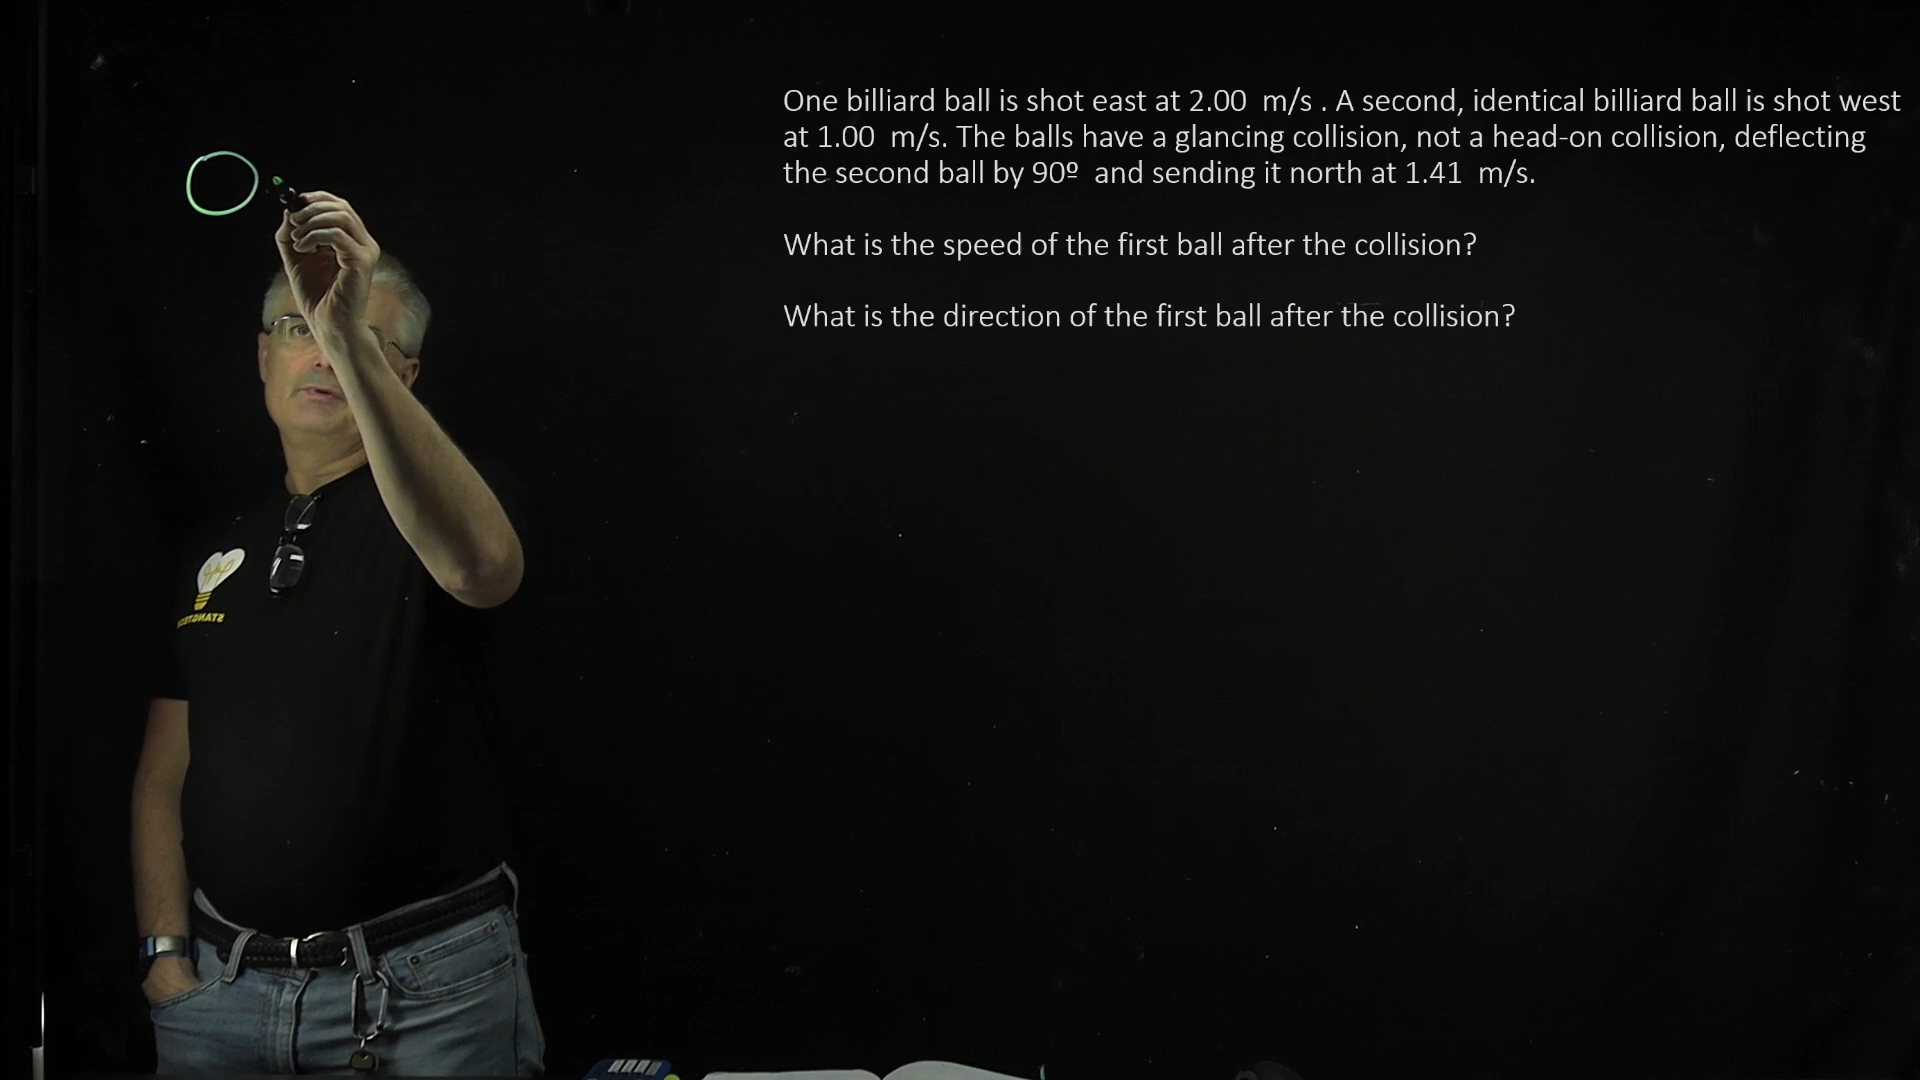 One billiard ball is shot east at 2.00 m/s . A second, identical billiard ball is shot west
at 1.00 m/s. The balls have a glancing collision, not a head-on collision, deflecting
the second ball by 90º and sending it north at 1.41 m/s.
What is the speed of the first ball after the collision?
What is the direction of the first ball after the collision?